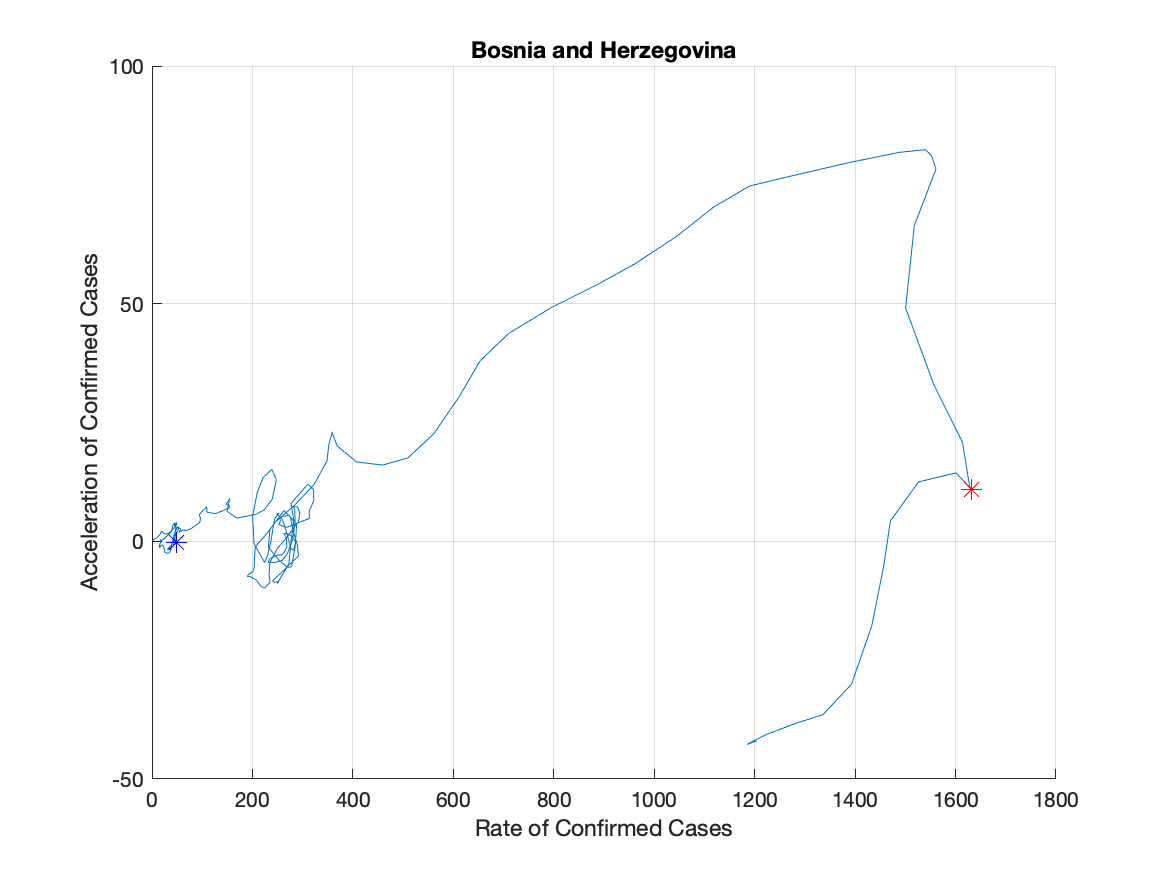 Bosnia and Herzegovina
100
50
0
-50
Acceleration of Confirmed Cases
0 200 400 600 800 1000 1200 1400 1600 1800
Rate of Confirmed Cases